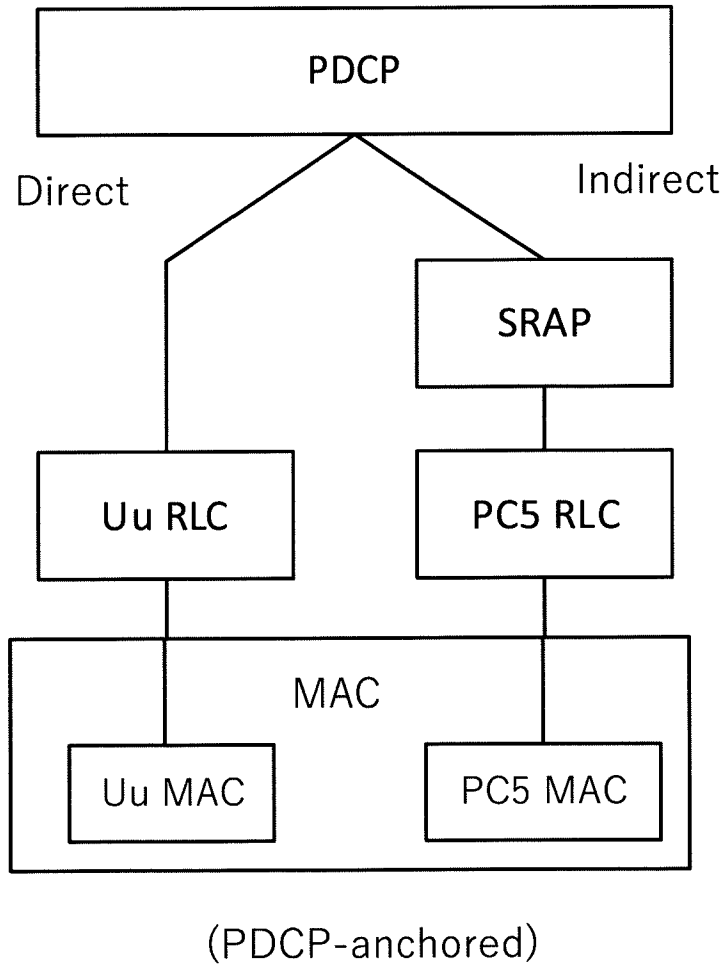 PDCP
Direct
Indirect
SRAP
Uu RLC
PC5 RLC
MAC
Uu MAC
PC5 MAC
(PDCP-anchored)